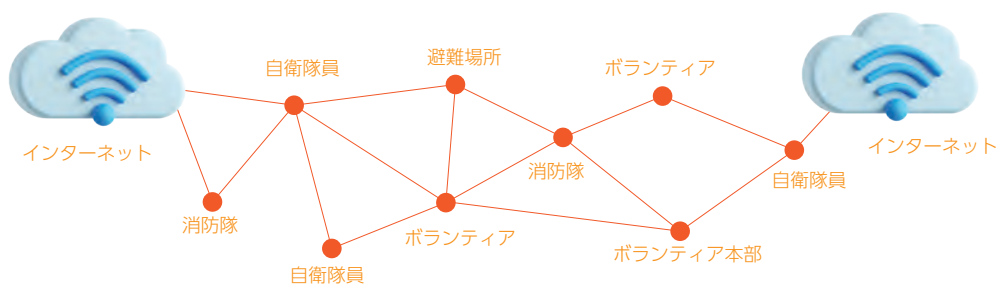 インターネット
消防隊
自衛隊員
自衛隊員
避難場所
ボランティア
消防隊
ボランティア
ボランティア本部
自衛隊員
インターネット